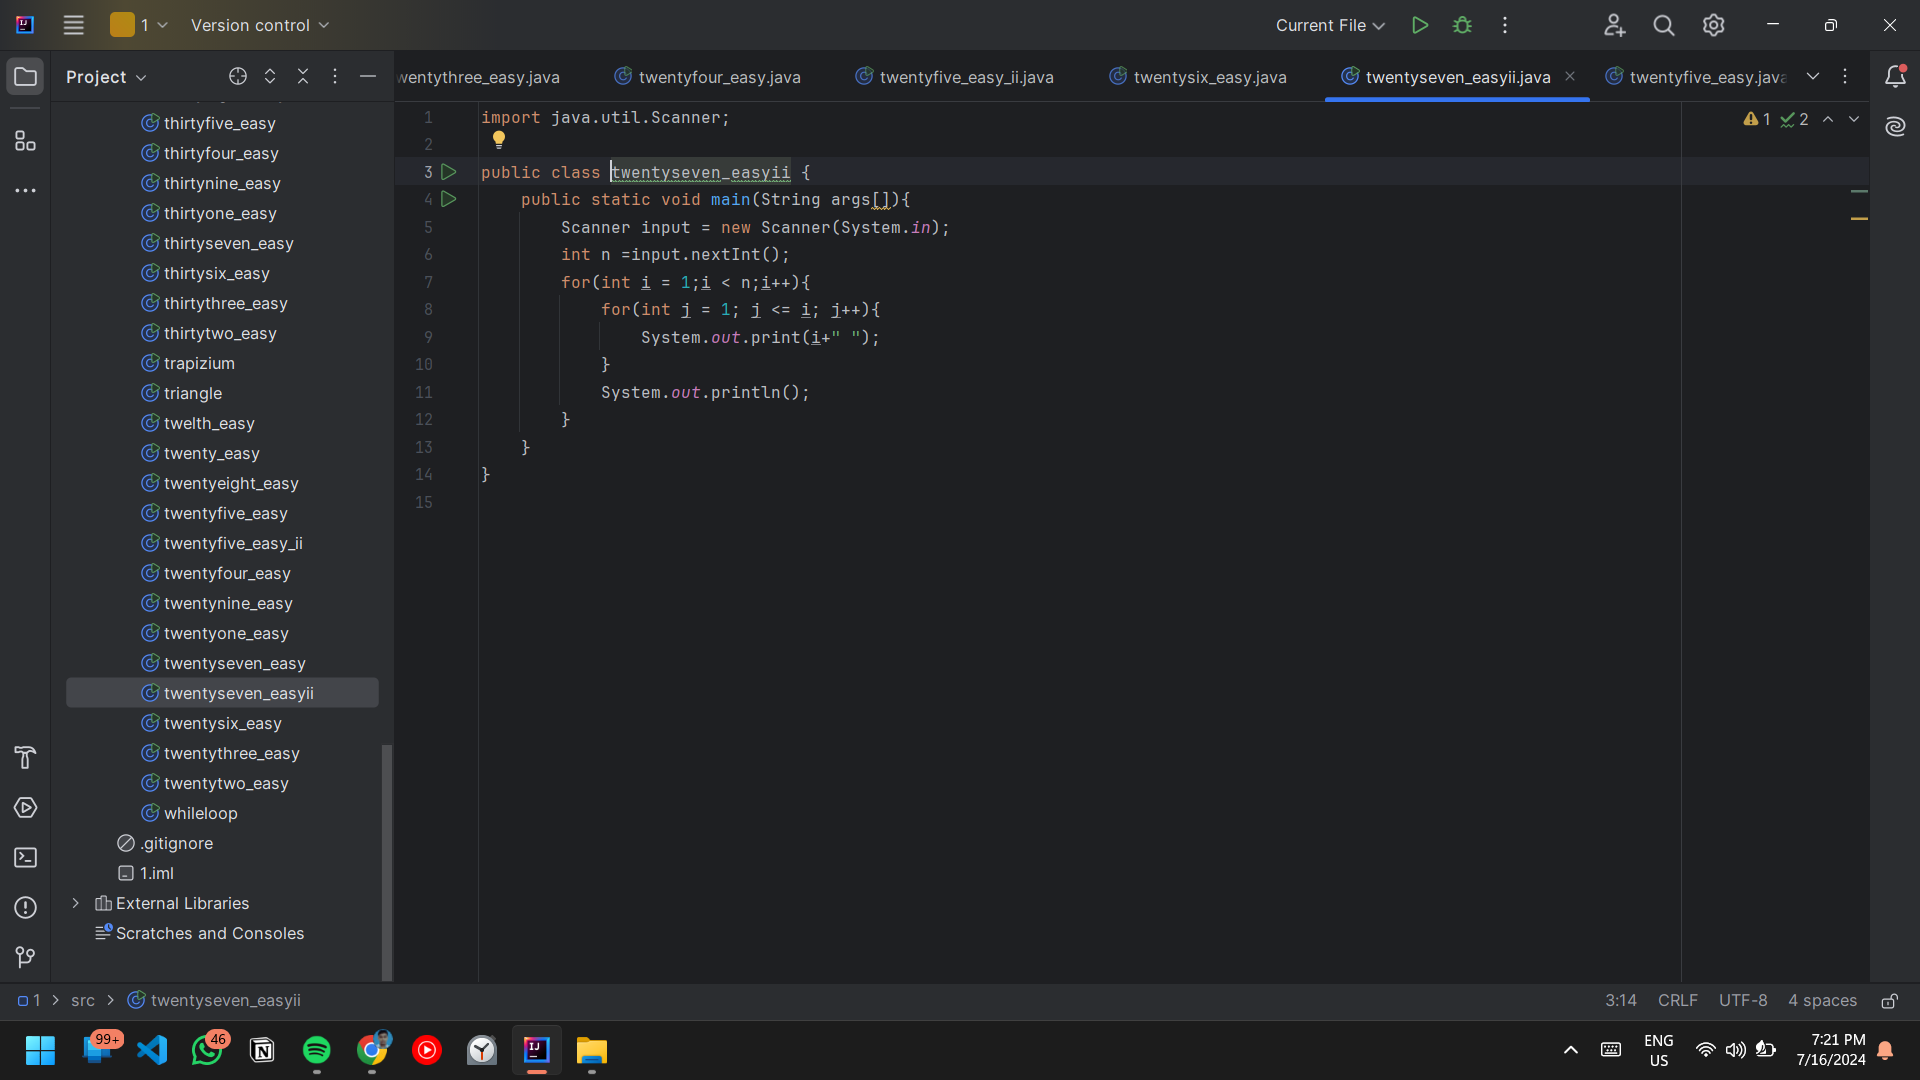 1
Version control
Current File
Project
wentythree_easy.java
twentyfour_easy.java
twentyfive_easy_ii.java
twentysix_easy.java
twentyseven_easyii.java
twentyfive_easy.java
thirtyfive_easy
thirtyfour_easy
thirtynine_easy
thirtyone_easy
thirtyseven_easy
thirtysix_easy
thirtythree_easy
thirtytwo_easy
trapizium
triangle
twelth_easy
twenty_easy
twentyeight_easy
twentyfive_easy
twentyfive_easy_ii
twentyfour_easy
twentynine_easy
twentyone_easy
twentyseven_easy
twentyseven_easyii
twentysix_easy
twentythree_easy
twentytwo_easy
whileloop
.gitignore
1.iml
External Libraries
Scratches and Consoles
1 import java.util.Scanner;
2
3 public class twentyseven_easyii {
4 public static void main(String args[]){
5 Scanner input = new Scanner(System.in);
6 int n =input.nextInt();
7 for(int i = 1;i < n;i++){
8 for(int j = 1; j <= i; j++){
9 System.out.print(i+" ");
10 }
11 System.out.println();
12 }
13 }
14 }
15
1 2
1 > src > twentyseven_easyii
3:14 CRLF UTF-8 4 spaces
99+
46
ENG
US
7:21 PM
7/16/2024